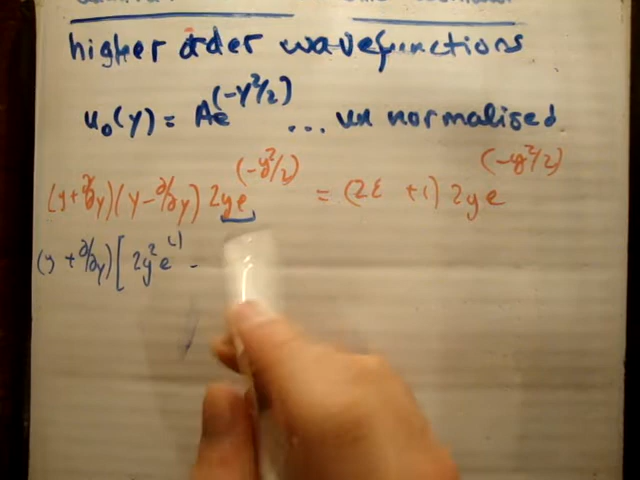 higher order wavefunctions
u₀(y) = Ae^(-y²/2) ... un normalised
(y+∂/∂y)(y-∂/∂y) 2ye^(-y²/2) = (2ε +1) 2ye^(-y²/2)
(y+∂/∂y)[2y²e^() -